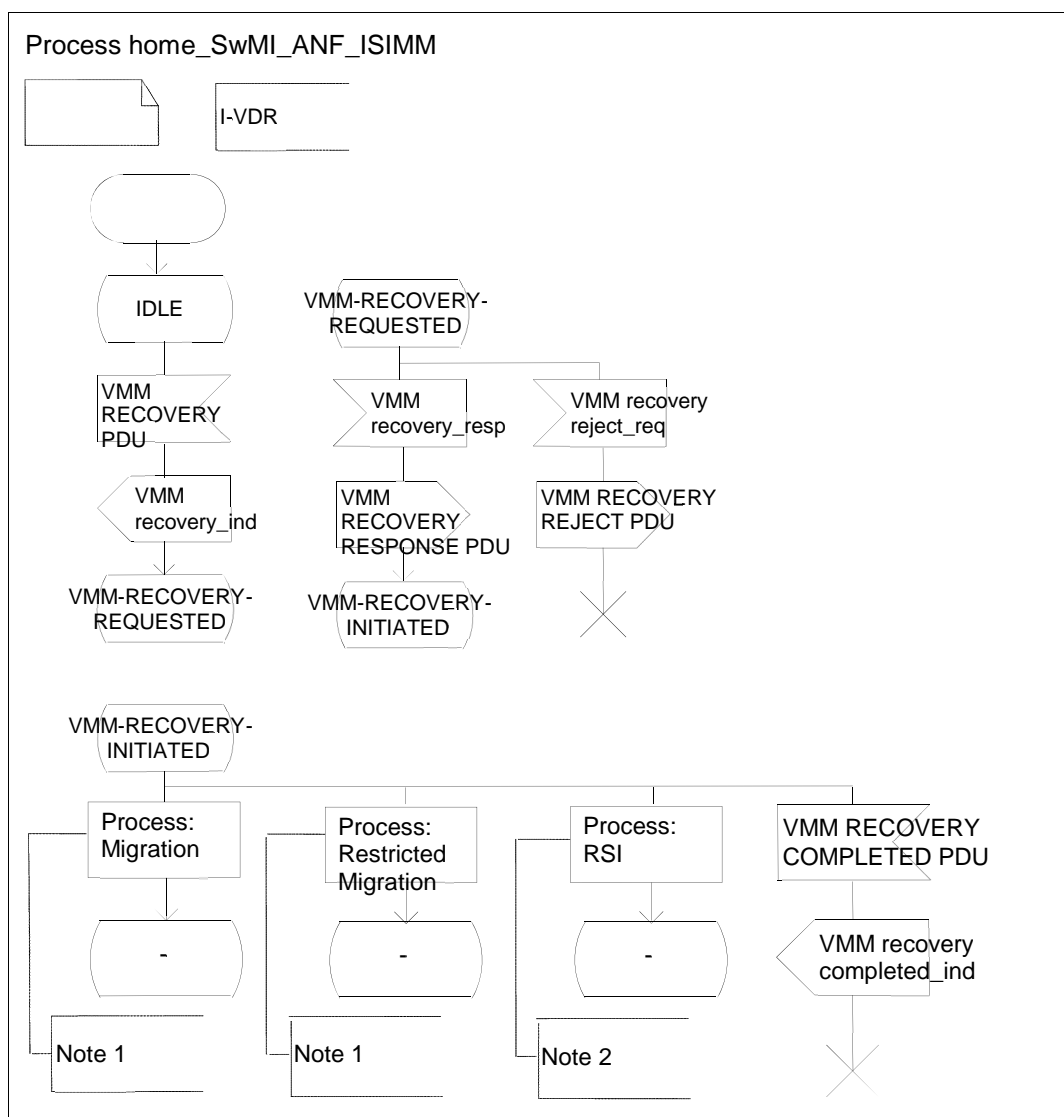 Process home_SwMI_ANF_ISIMM
I-VDR
IDLE
VMM
RECOVERY
PDU
VMM
recovery_ind
VMM-RECOVERY-
REQUESTED
VMM-RECOVERY-
REQUESTED
VMM
recovery_resp
VMM
RECOVERY
RESPONSE PDU
VMM-RECOVERY-
INITIATED
VMM recovery
reject_req
VMM RECOVERY
REJECT PDU
VMM-RECOVERY-
INITIATED
Process:
Migration
-
Note 1
Process:
Restricted
Migration
-
Note 1
Process:
RSI
-
Note 2
VMM RECOVERY
COMPLETED PDU
VMM recovery
completed_ind